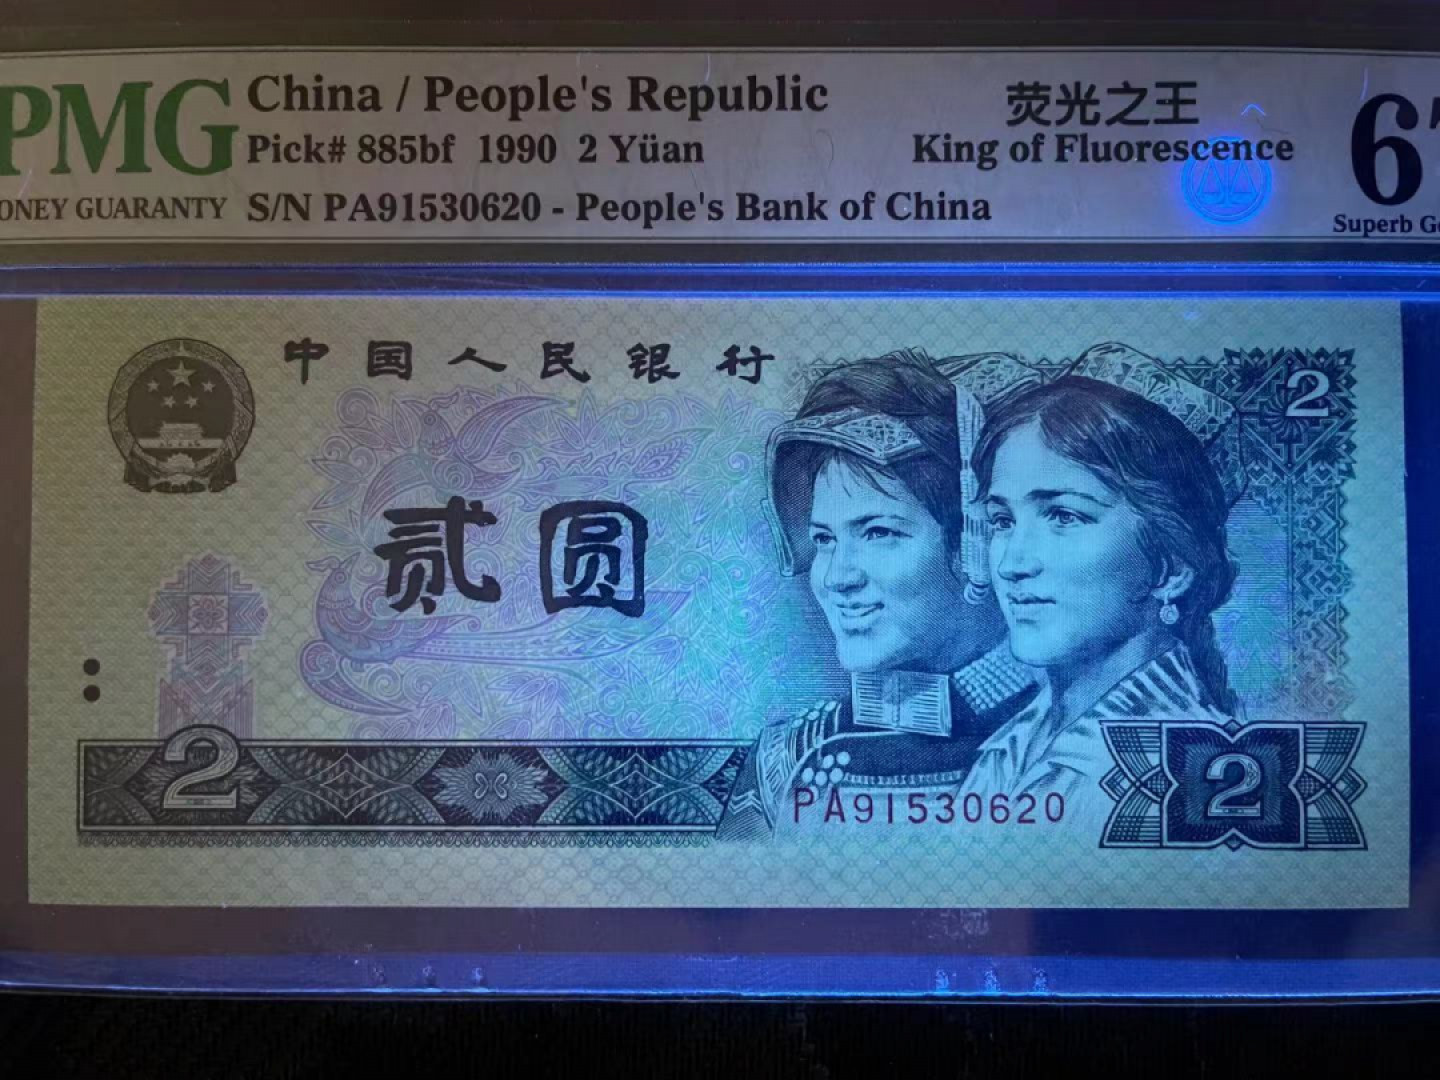 PMG
China / People's Republic
荧光之王
Pick# 885bf 1990 2 Yüan
King of Fluorescence
ONEY GUARANTY
S/N PA91530620 - People's Bank of China
Superb
中国人民银行
2
贰圆
2
PA91530620
2